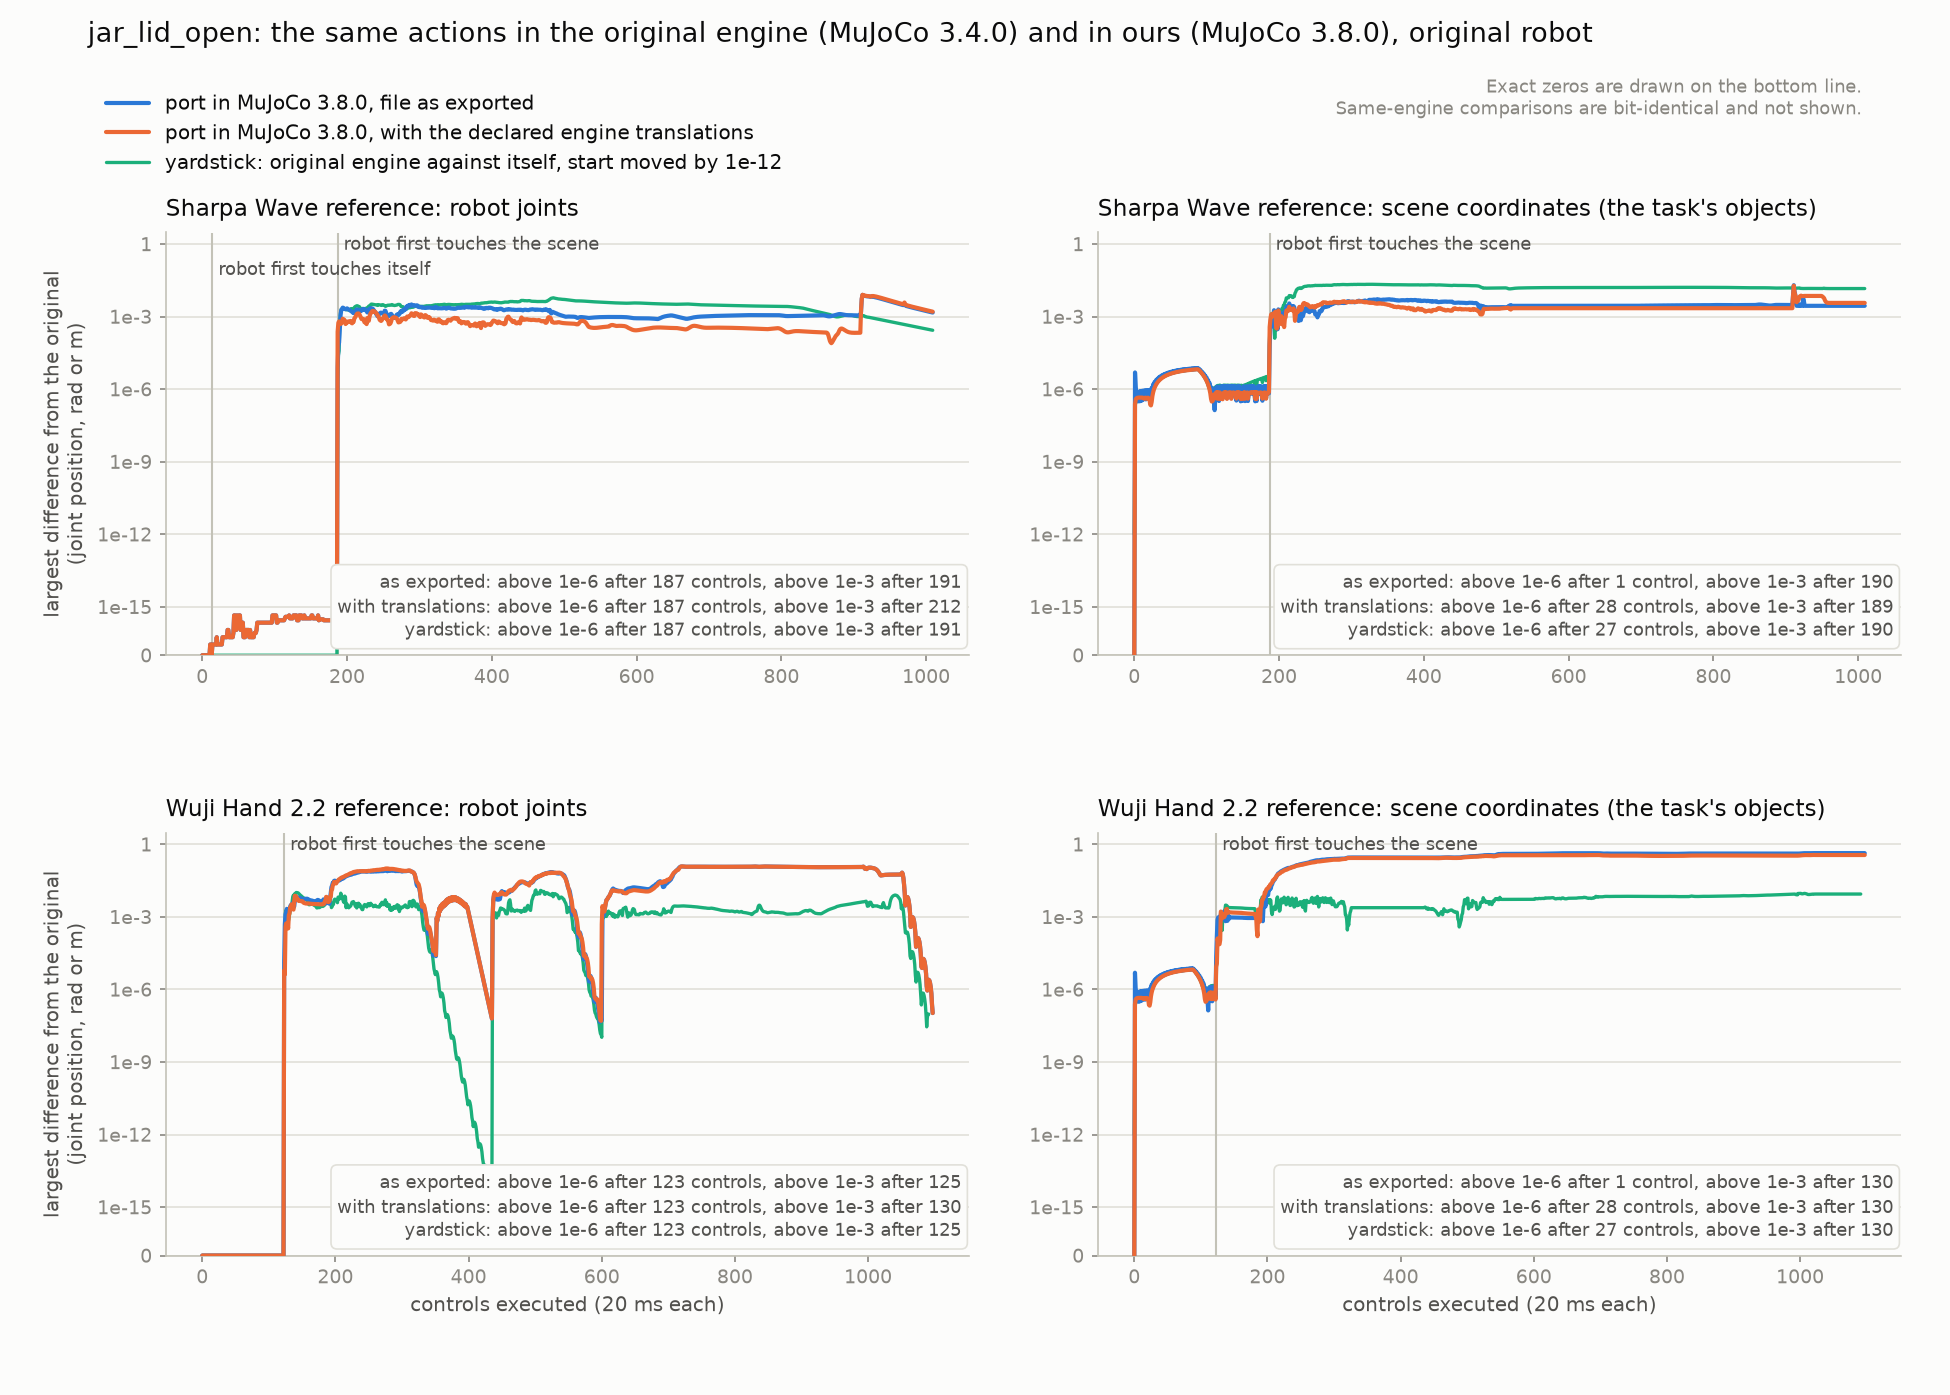 jar_lid_open: the same actions in the original engine (MuJoCo 3.4.0) and in ours (MuJoCo 3.8.0), original robot
Exact zeros are drawn on the bottom line.
Same-engine comparisons are bit-identical and not shown.
port in MuJoCo 3.8.0, file as exported
port in MuJoCo 3.8.0, with the declared engine translations
yardstick: original engine against itself, start moved by 1e-12
Sharpa Wave reference: robot joints
largest difference from the original
(joint position, rad or m)
1
1e-3
1e-6
1e-9
1e-12
1e-15
0
robot first touches the scene
robot first touches itself
as exported: above 1e-6 after 187 controls, above 1e-3 after 191
with translations: above 1e-6 after 187 controls, above 1e-3 after 212
yardstick: above 1e-6 after 187 controls, above 1e-3 after 191
0 200 400 600 800 1000
Sharpa Wave reference: scene coordinates (the task's objects)
1
1e-3
1e-6
1e-9
1e-12
1e-15
0
robot first touches the scene
as exported: above 1e-6 after 1 control, above 1e-3 after 190
with translations: above 1e-6 after 28 controls, above 1e-3 after 189
yardstick: above 1e-6 after 27 controls, above 1e-3 after 190
0 200 400 600 800 1000
Wuji Hand 2.2 reference: robot joints
largest difference from the original
(joint position, rad or m)
1
1e-3
1e-6
1e-9
1e-12
1e-15
0
robot first touches the scene
as exported: above 1e-6 after 123 controls, above 1e-3 after 125
with translations: above 1e-6 after 123 controls, above 1e-3 after 130
yardstick: above 1e-6 after 123 controls, above 1e-3 after 125
0 200 400 600 800 1000
controls executed (20 ms each)
Wuji Hand 2.2 reference: scene coordinates (the task's objects)
1
1e-3
1e-6
1e-9
1e-12
1e-15
0
robot first touches the scene
as exported: above 1e-6 after 1 control, above 1e-3 after 130
with translations: above 1e-6 after 28 controls, above 1e-3 after 130
yardstick: above 1e-6 after 27 controls, above 1e-3 after 130
0 200 400 600 800 1000
controls executed (20 ms each)